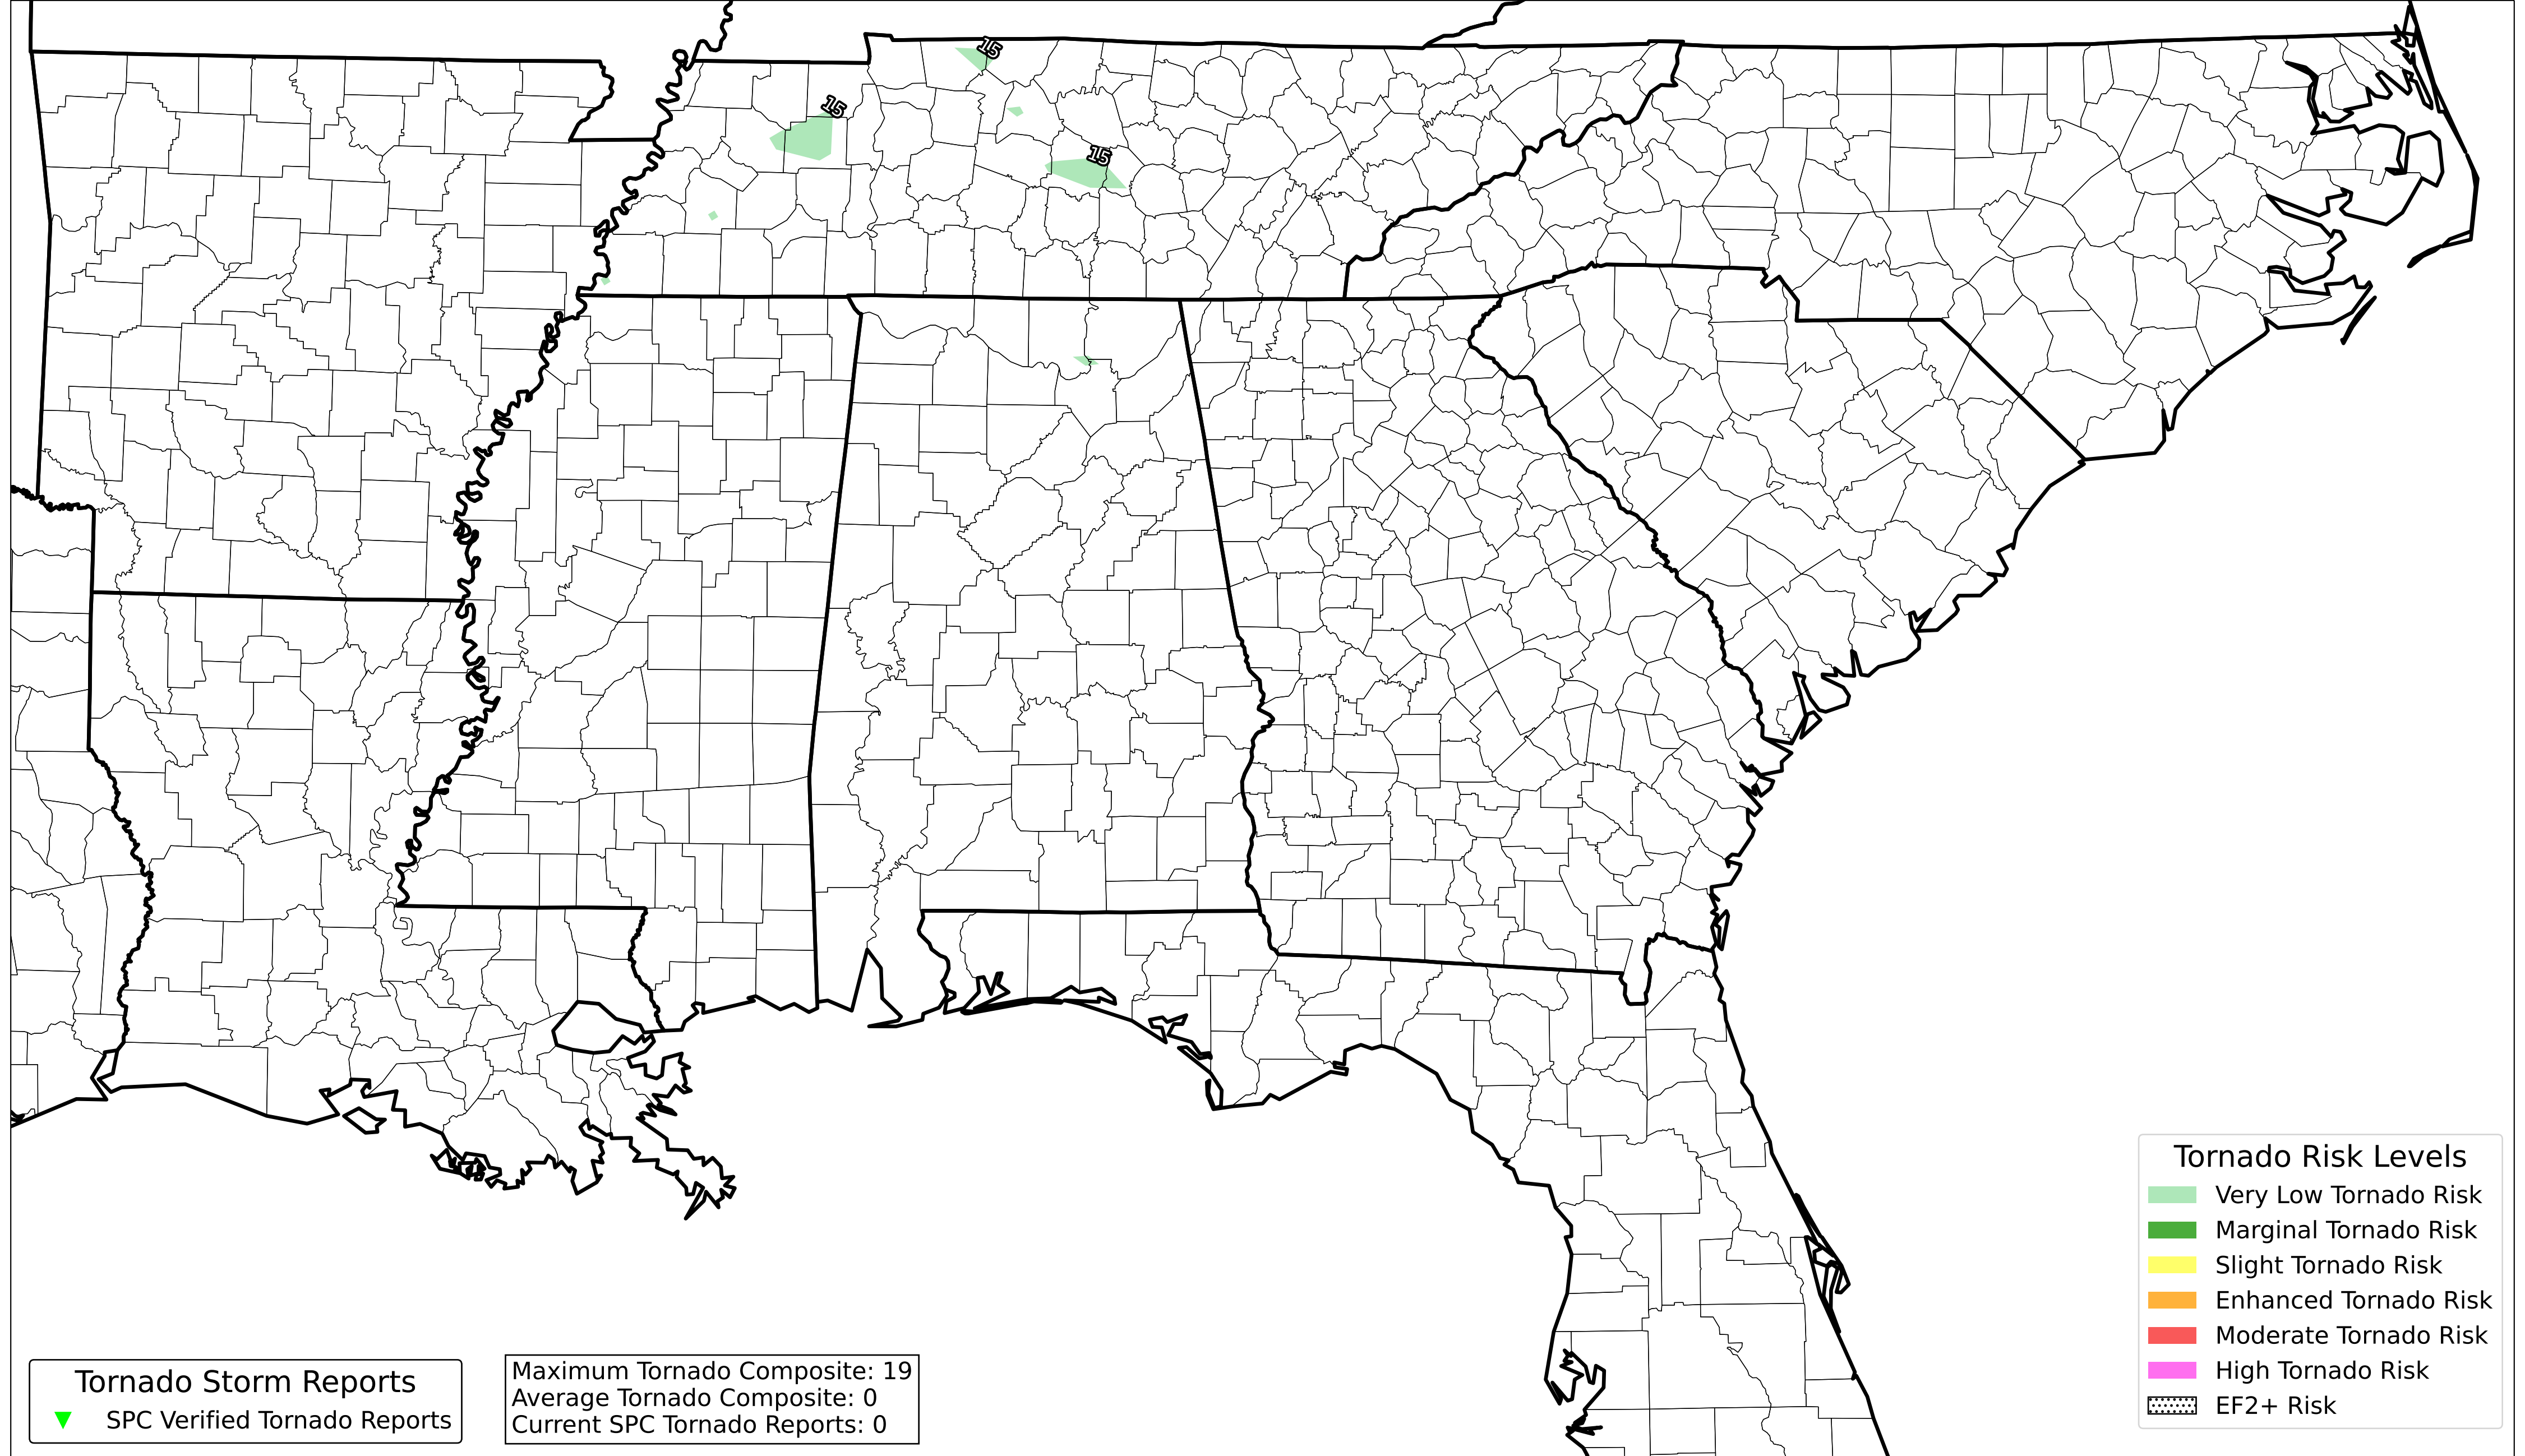 15
15
15
Tornado Risk Levels
Very Low Tornado Risk
Marginal Tornado Risk
Slight Tornado Risk
Enhanced Tornado Risk
Moderate Tornado Risk
High Tornado Risk
EF2+ Risk
Tornado Storm Reports
SPC Verified Tornado Reports
Maximum Tornado Composite: 19
Average Tornado Composite: 0
Current SPC Tornado Reports: 0